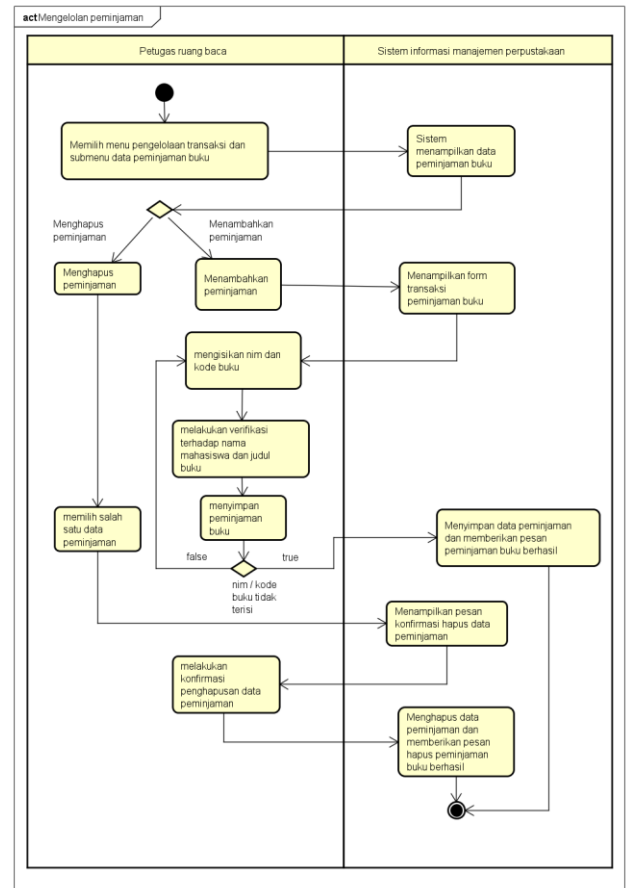 act Mengelolan peminjaman
Petugas ruang baca
Sistem informasi manajemen perpustakaan
Memilih menu pengelolaan transaksi dan
submenu data peminjaman buku
Sistem
menampilkan data
peminjaman buku
Menghapus
peminjaman
Menambahkan
peminjaman
Menghapus
peminjaman
Menambahkan
peminjaman
Menampilkan form
transaksi
peminjaman buku
mengisikan nim dan
kode buku
melakukan verifikasi
terhadap nama
mahasiswa dan judul
buku
menyimpan
peminjaman
buku
memilih salah
satu data
peminjaman
Menyimpan data peminjaman
dan memberikan pesan
peminjaman buku berhasil
false
true
nim / kode
buku tidak
terisi
Menampilkan pesan
konfirmasi hapus data
peminjaman
melakukan
konfirmasi
penghapusan data
peminjaman
Menghapus data
peminjaman dan
memberikan pesan
hapus peminjaman
buku berhasil